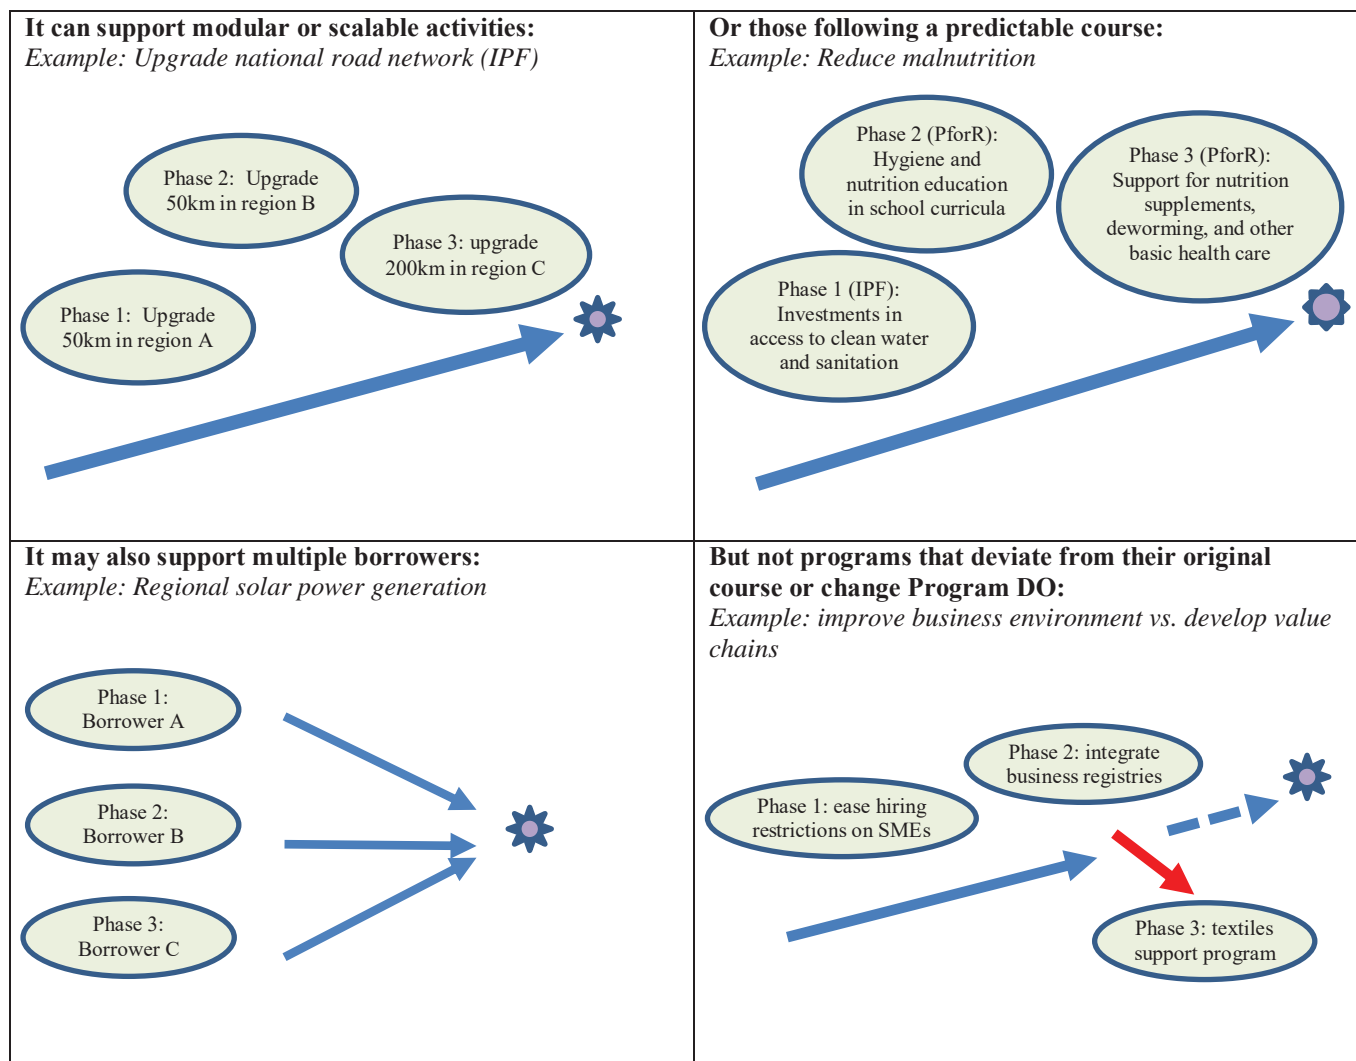 It can support modular or scalable activities:
Example: Upgrade national road network (IPF)
Phase 2:  Upgrade
50km in region B
Phase 3: upgrade
200km in region C
Phase 1:  Upgrade
50km in region A
Or those following a predictable course:
Example: Reduce malnutrition
Phase 2 (PforR):
Hygiene and
nutrition education
in school curricula
Phase 3 (PforR):
Support for nutrition
supplements,
deworming, and other
basic health care
Phase 1 (IPF):
Investments in
access to clean water
and sanitation
It may also support multiple borrowers:
Example: Regional solar power generation
Phase 1:
Borrower A
Phase 2:
Borrower B
Phase 3:
Borrower C
But not programs that deviate from their original
course or change Program DO:
Example: improve business environment vs. develop value
chains
Phase 2: integrate
business registries
Phase 1: ease hiring
restrictions on SMEs
Phase 3: textiles
support program